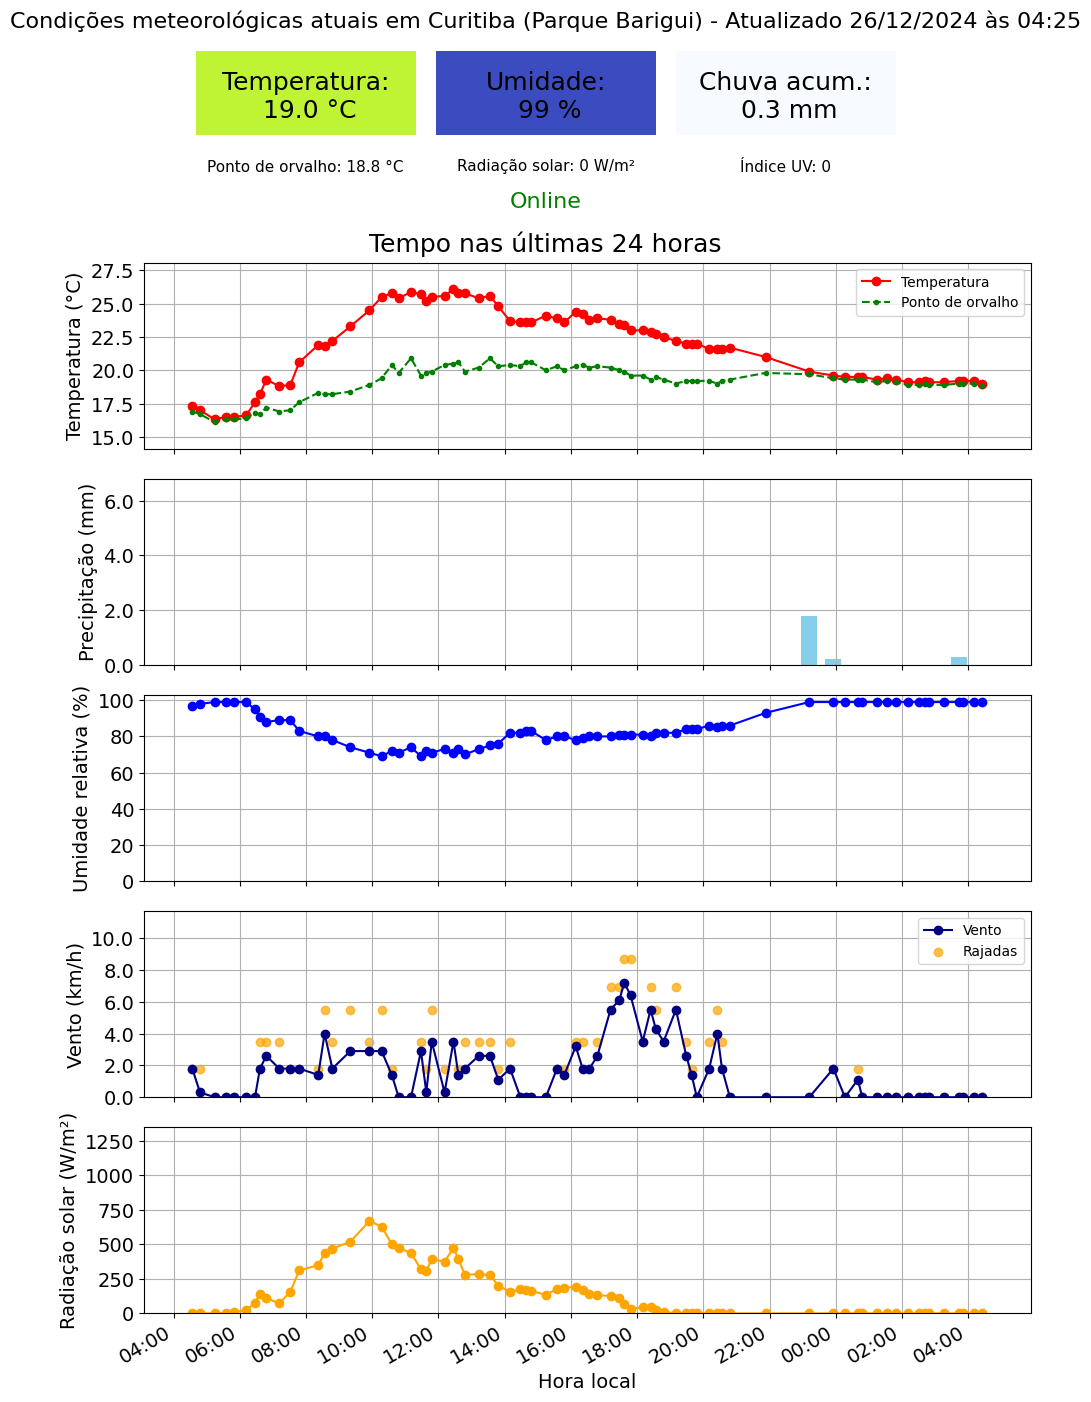 Condições meteorológicas atuais em Curitiba (Parque Barigui) - Atualizado 26/12/2024 às 04:25
Temperatura:
19.0 °C
Umidade:
99 %
Chuva acum.:
0.3 mm
Ponto de orvalho: 18.8 °C
Radiação solar: 0 W/m²
Índice UV: 0
Online
Tempo nas últimas 24 horas
Temperatura (°C)
27.5
25.0
22.5
20.0
17.5
15.0
Temperatura
Ponto de orvalho
Precipitação (mm)
6.0
4.0
2.0
0.0
Umidade relativa (%)
100
80
60
40
20
0
Vento (km/h)
10.0
8.0
6.0
4.0
2.0
0.0
Vento
Rajadas
Radiação solar (W/m²)
1250
1000
750
500
250
0
04:00
06:00
08:00
10:00
12:00
14:00
16:00
18:00
20:00
22:00
00:00
02:00
04:00
Hora local